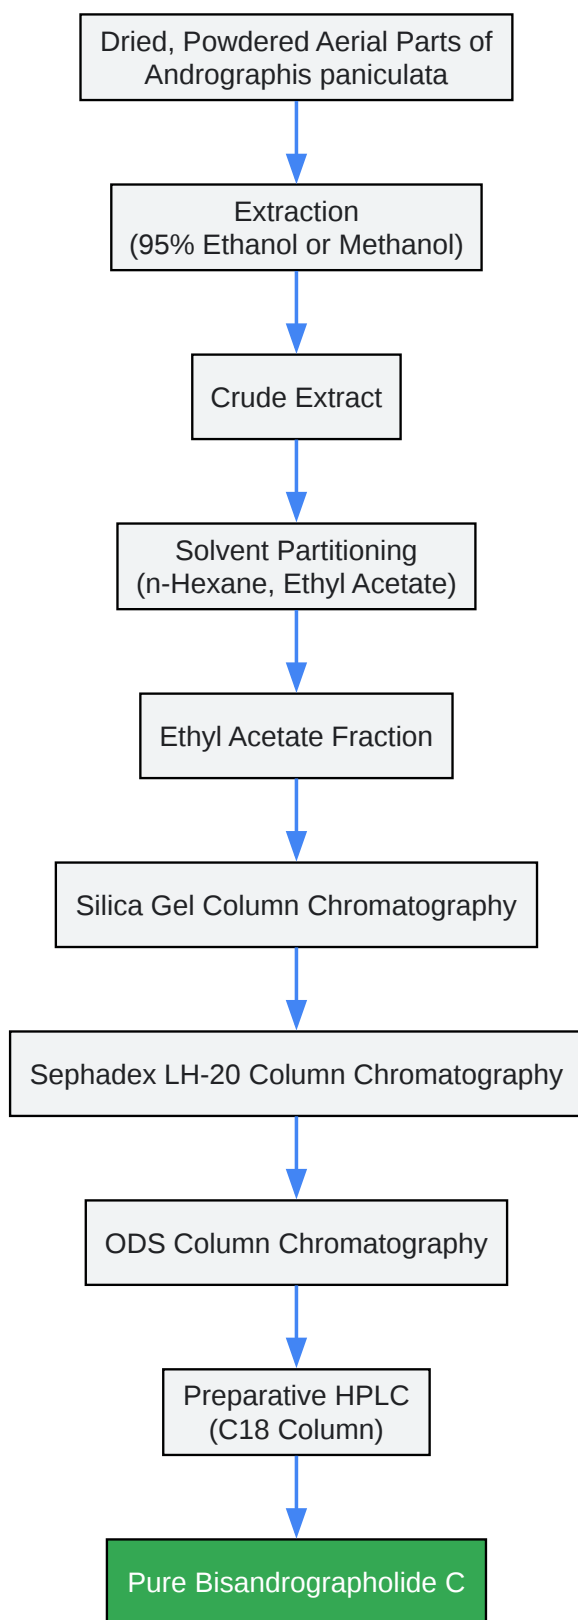 Dried, Powdered Aerial Parts of
Andrographis paniculata
Extraction
(95% Ethanol or Methanol)
Crude Extract
Solvent Partitioning
(n-Hexane, Ethyl Acetate)
Ethyl Acetate Fraction
Silica Gel Column Chromatography
Sephadex LH-20 Column Chromatography
ODS Column Chromatography
Preparative HPLC
(C18 Column)
Pure Bisandrographolide C